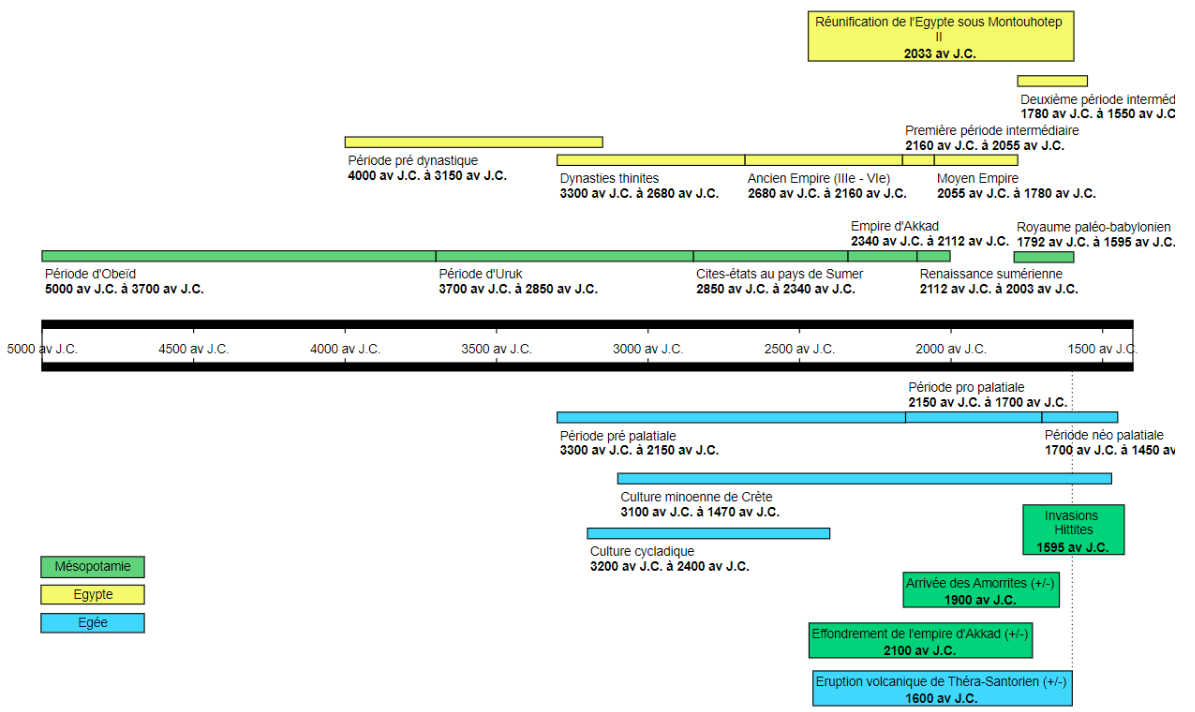 Réunification de l'Egypte sous Montouhotep
II
2033 av J.C.
Deuxième période interméd
1780 av J.C. à 1550 av J.C
Première période intermédiaire
2160 av J.C. à 2055 av J.C.
Période pré dynastique
4000 av J.C. à 3150 av J.C.
Dynasties thinites
3300 av J.C. à 2680 av J.C.
Ancien Empire (IIIe - VIe)
2680 av J.C. à 2160 av J.C.
Moyen Empire
2055 av J.C. à 1780 av J.C.
Empire d'Akkad
2340 av J.C. à 2112 av J.C.
Royaume paléo-babylonien
1792 av J.C. à 1595 av J.C.
Période d'Obeïd
5000 av J.C. à 3700 av J.C.
Période d'Uruk
3700 av J.C. à 2850 av J.C.
Cites-états au pays de Sumer
2850 av J.C. à 2340 av J.C.
Renaissance sumérienne
2112 av J.C. à 2003 av J.C.
5000 av J.C.
4500 av J.C.
4000 av J.C.
3500 av J.C.
3000 av J.C.
2500 av J.C.
2000 av J.C.
1500 av J.C.
Période pro palatiale
2150 av J.C. à 1700 av J.C.
Période pré palatiale
3300 av J.C. à 2150 av J.C.
Période néo palatiale
1700 av J.C. à 1450 av
Culture minoenne de Crète
3100 av J.C. à 1470 av J.C.
Culture cycladique
3200 av J.C. à 2400 av J.C.
Invasions
Hittites
1595 av J.C.
Mésopotamie
Egypte
Egée
Arrivée des Amorrites (+/-)
1900 av J.C.
Effondrement de l'empire d'Akkad (+/-)
2100 av J.C.
Eruption volcanique de Théra-Santorien (+/-)
1600 av J.C.